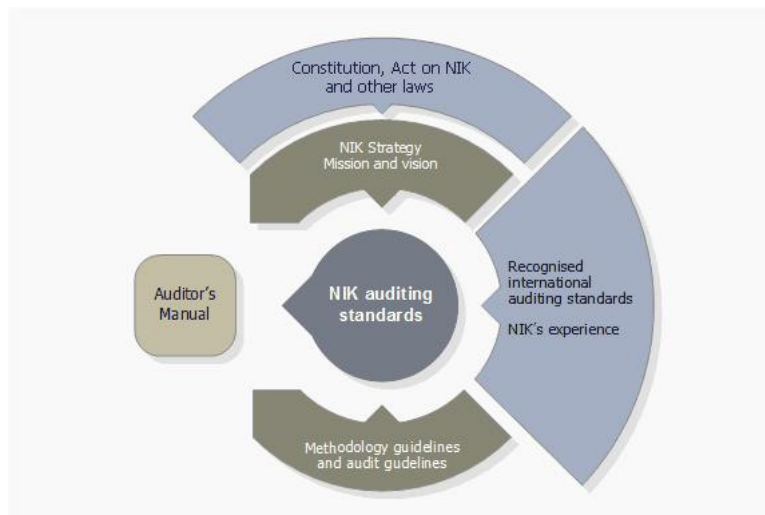 Constitution, Act on NIK
and other laws
NIK Strategy
Mission and vision
Recognised
international
auditing standards
NIK's experience
NIK auditing
standards
Auditor's
Manual
Methodology guidelines
and audit gudelines